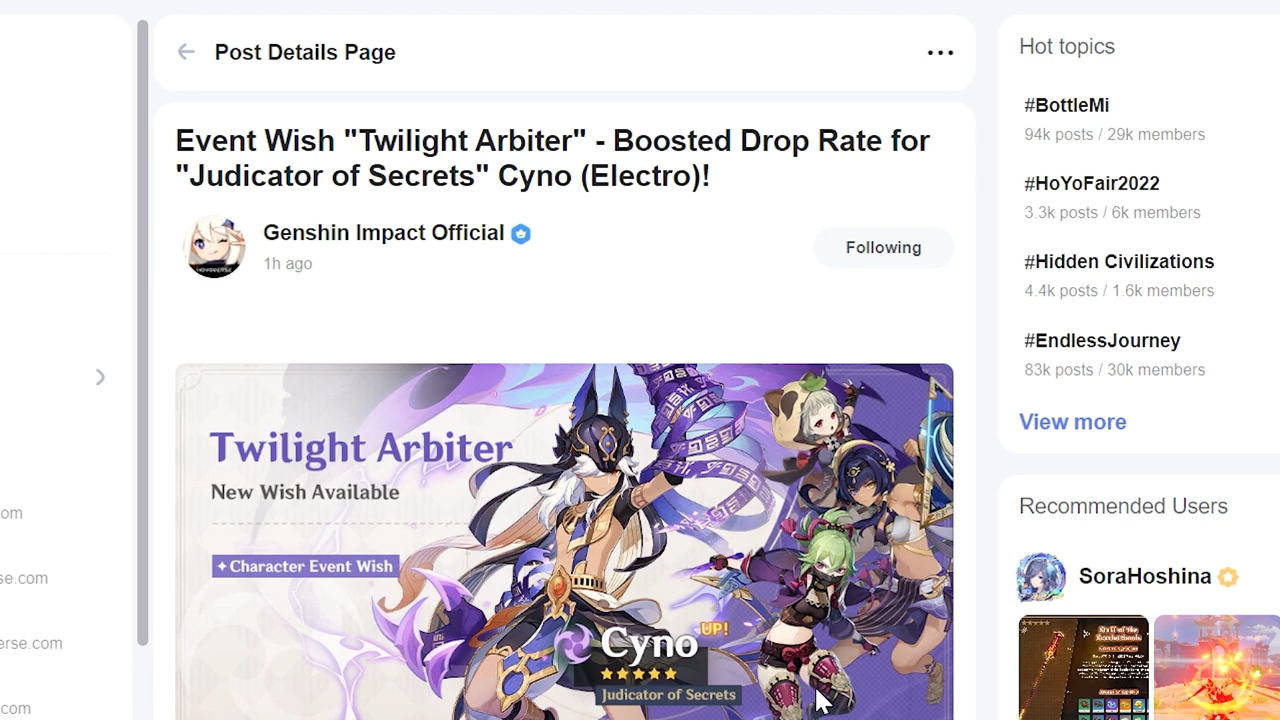 Post Details Page
Event Wish "Twilight Arbiter" - Boosted Drop Rate for
"Judicator of Secrets" Cyno (Electro)!
Genshin Impact Official
1h ago
Following
Twilight Arbiter
New Wish Available
Character Event Wish
Cyno UP!
Judicator of Secrets
Hot topics
#BottleMi
94k posts / 29k members
#HoYoFair2022
3.3k posts / 6k members
#Hidden Civilizations
4.4k posts / 1.6k members
#EndlessJourney
83k posts / 30k members
View more
Recommended Users
SoraHoshina
om
se.com
erse.com
.com